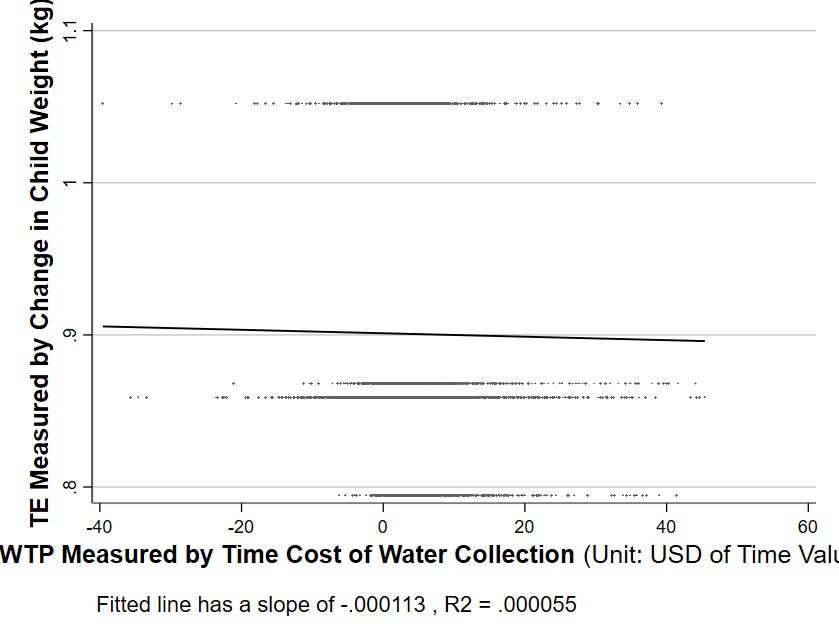 TE Measured by Change in Child Weight (kg)
1.1
1
.9
.8
-40 -20 0 20 40 60
WTP Measured by Time Cost of Water Collection (Unit: USD of Time Valu
Fitted line has a slope of -.000113 , R2 = .000055